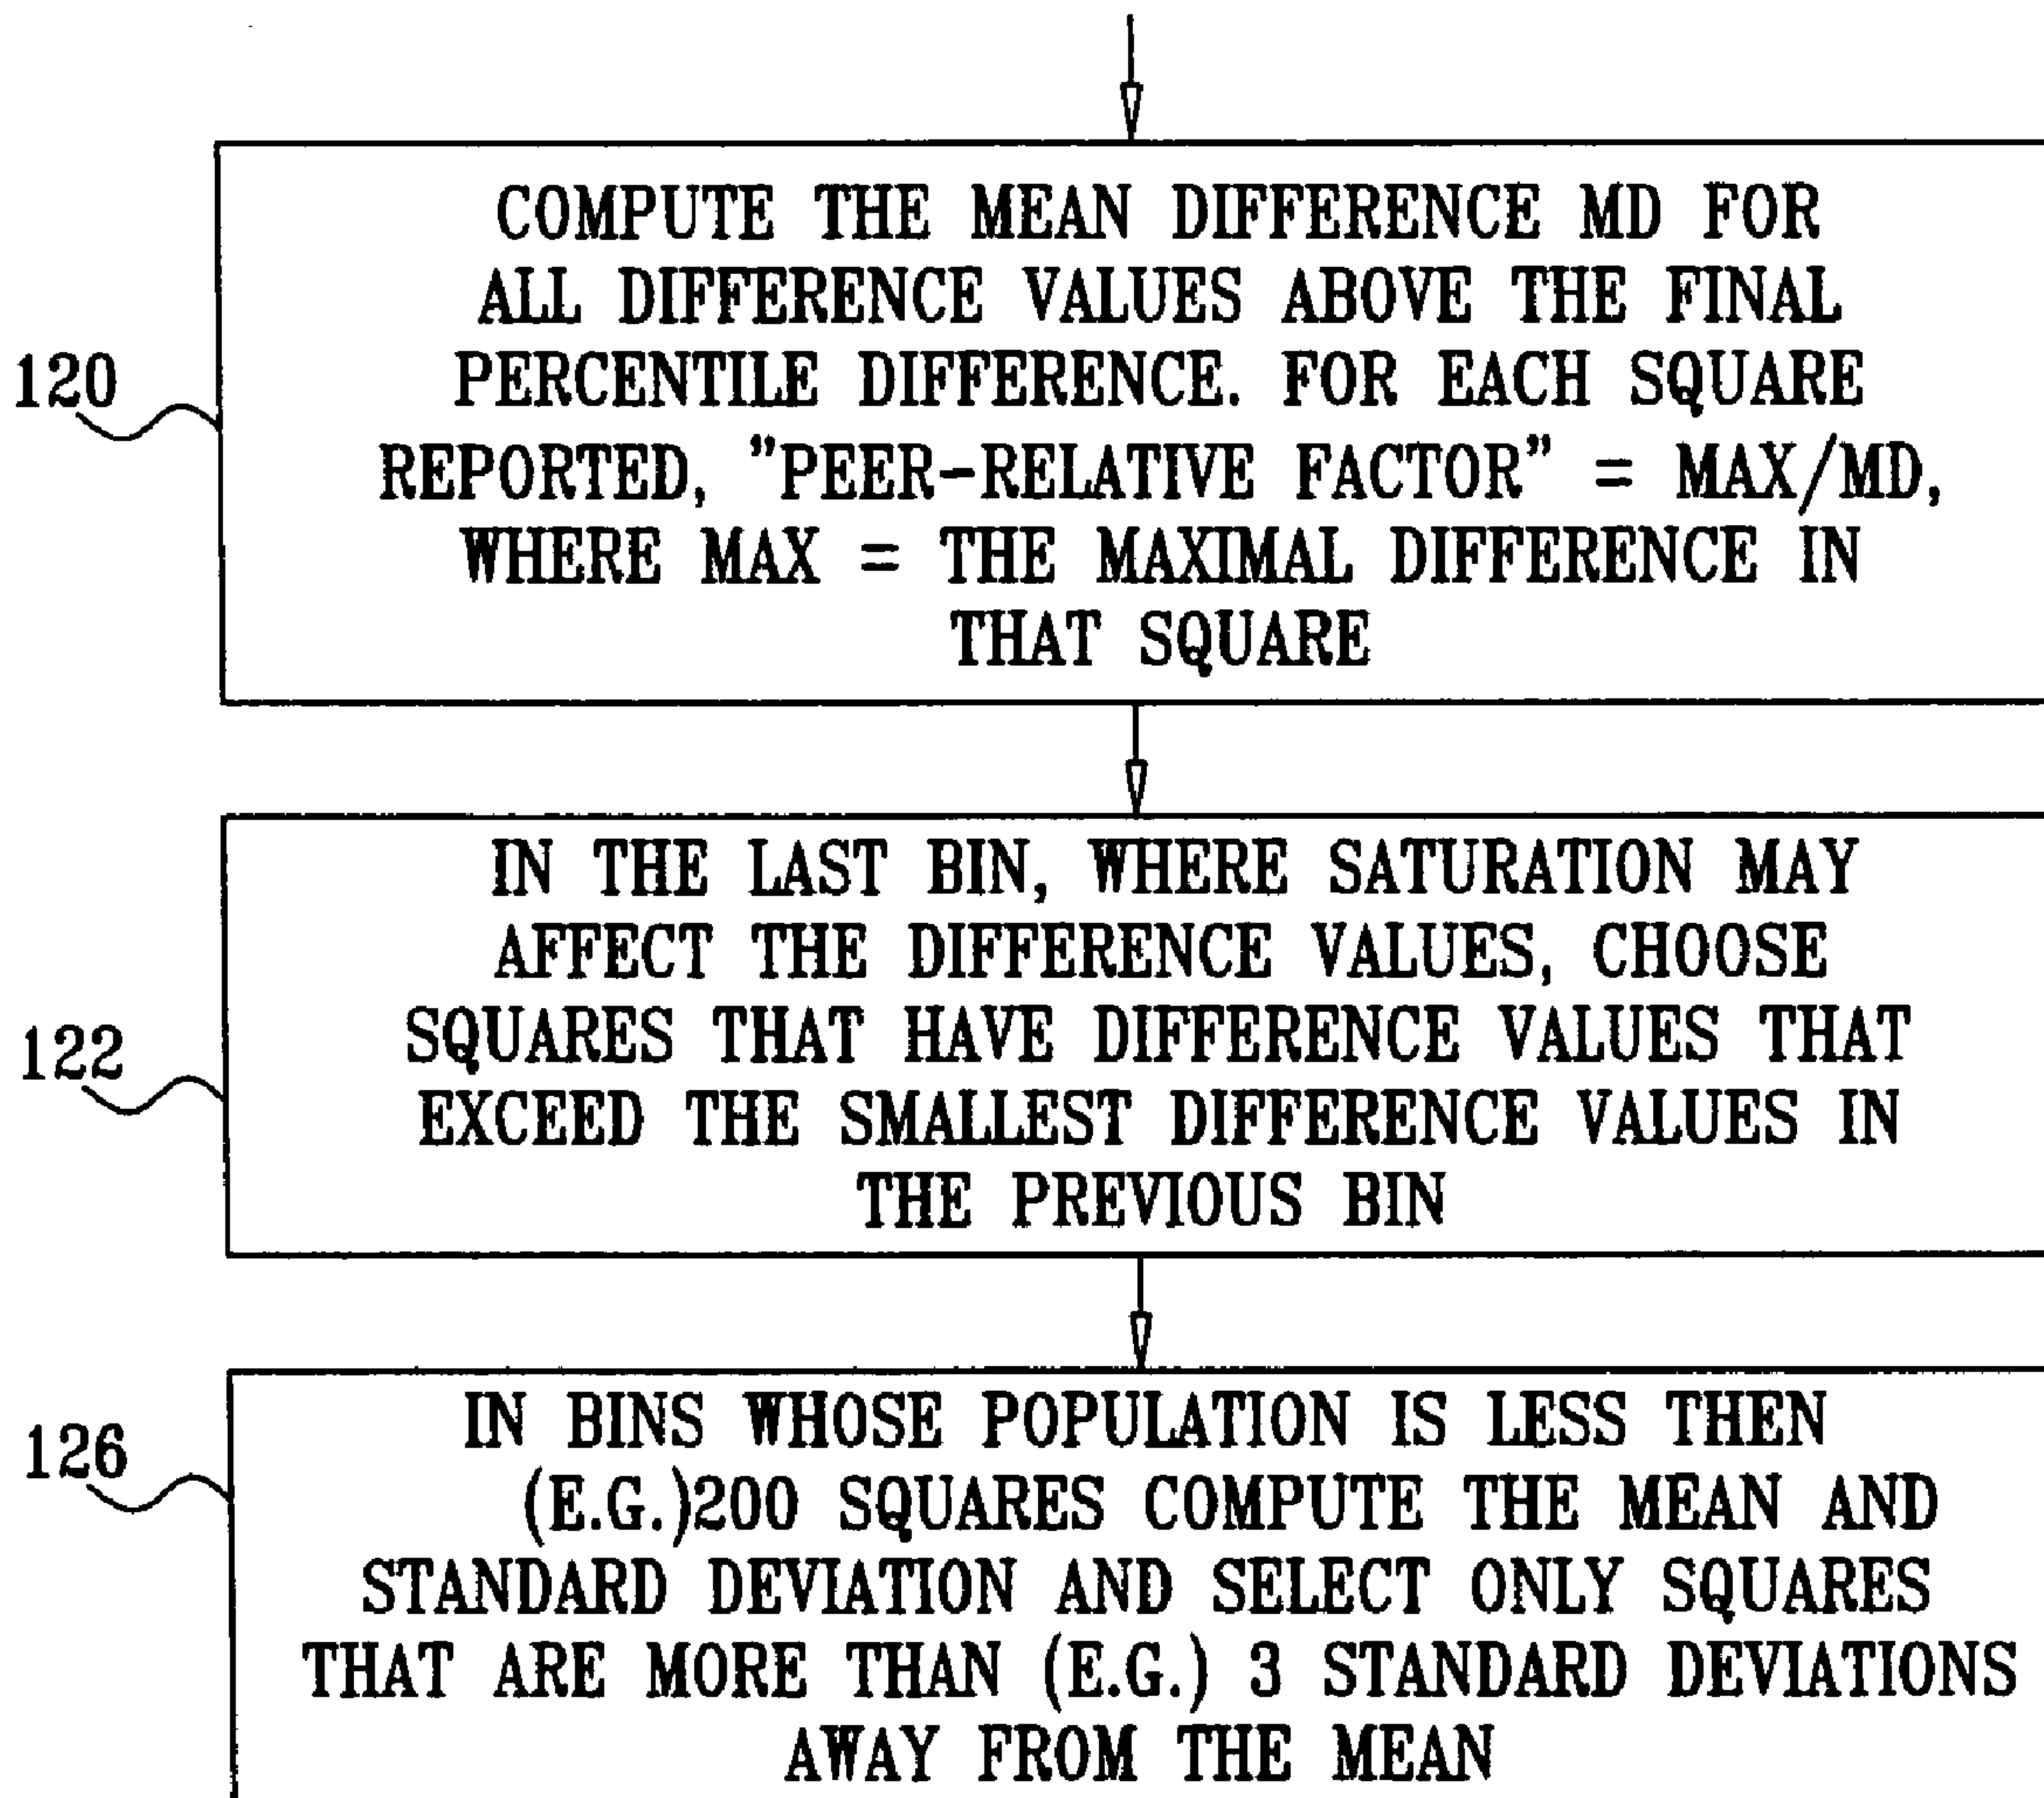 COMPUTE THE MEAN DIFFERENCE MD FOR
ALL DIFFERENCE VALUES ABOVE THE FINAL
PERCENTILE DIFFERENCE. FOR EACH SQUARE
REPORTED, "PEER-RELATIVE FACTOR" = MAX/MD,
WHERE MAX = THE MAXIMAL DIFFERENCE IN
THAT SQUARE
120
IN THE LAST BIN, WHERE SATURATION MAY
AFFECT THE DIFFERENCE VALUES, CHOOSE
SQUARES THAT HAVE DIFFERENCE VALUES THAT
EXCEED THE SMALLEST DIFFERENCE VALUES IN
THE PREVIOUS BIN
122
IN BINS WHOSE POPULATION IS LESS THEN
(E.G.)200 SQUARES COMPUTE THE MEAN AND
STANDARD DEVIATION AND SELECT ONLY SQUARES
THAT ARE MORE THAN (E.G.) 3 STANDARD DEVIATIONS
AWAY FROM THE MEAN
126